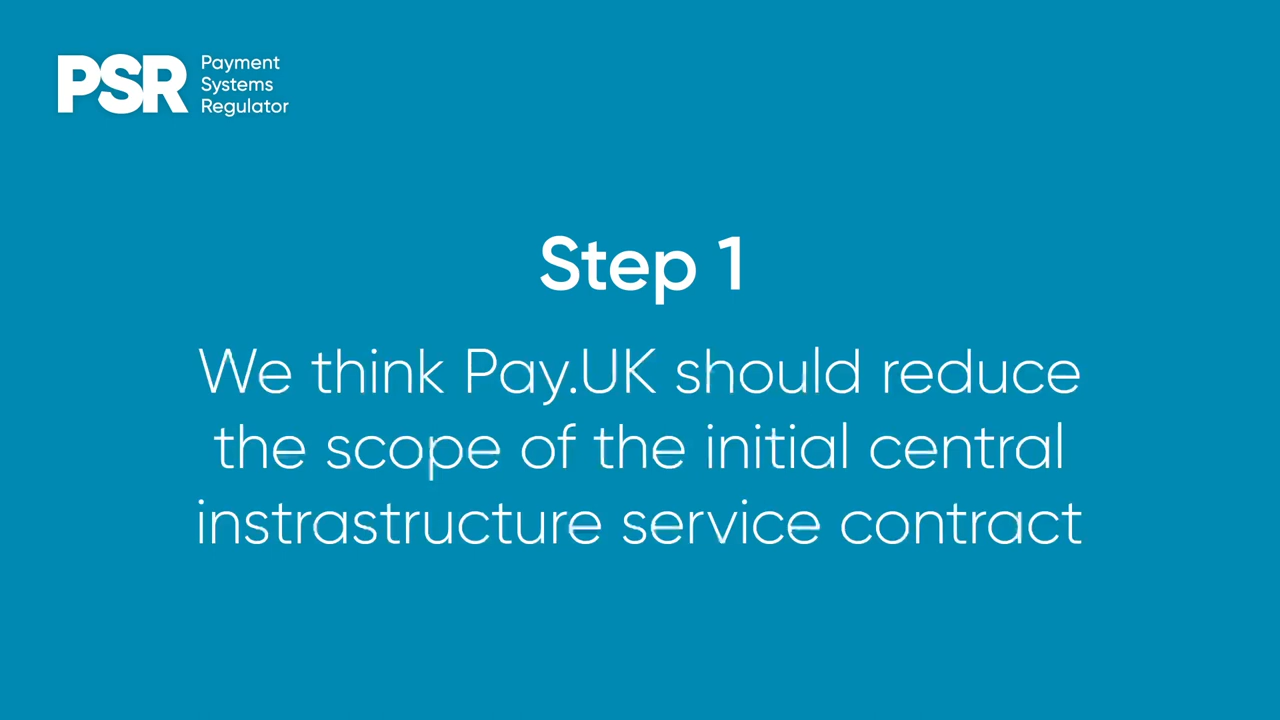 PSR
Payment
Systems
Regulator
Step 1
We think Pay.UK should reduce
the scope of the initial central
instrastructure service contract